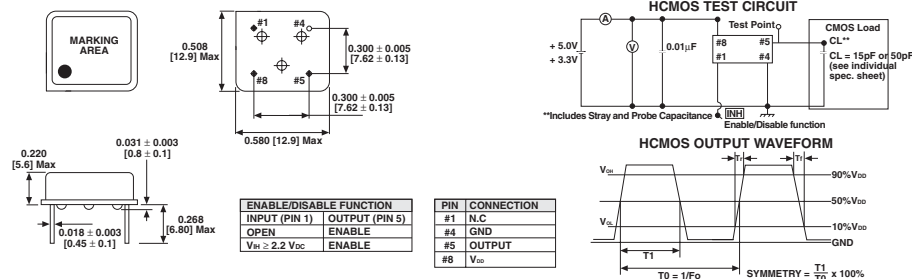 MARKING
AREA
0.508
[12.9] Max
#1
#4
#8
#5
0.300 ± 0.005
[7.62 ± 0.13]
0.300 ± 0.005
[7.62 ± 0.13]
0.580 [12.9] Max
0.220
[5.6] Max
0.031 ± 0.003
[0.8 ± 0.1]
0.018 ± 0.003
[0.45 ± 0.1]
0.268
[6.80] Max
ENABLE/DISABLE FUNCTION
INPUT (PIN 1) OUTPUT (PIN 5)
OPEN ENABLE
VIH ≥ 2.2 VDC ENABLE
PIN CONNECTION
#1 N.C
#4 GND
#5 OUTPUT
#8 VDD
HCMOS TEST CIRCUIT
A
Test Point
CMOS Load
CL**
CL = 15pF or 50pF
(see individual
spec. sheet)
+ 5.0V
+ 3.3V
V
0.01µF
#8 #5
#1 #4
INH
**Includes Stray and Probe Capacitance
Enable/Disable function
HCMOS OUTPUT WAVEFORM
Tr
Tf
VOH
90%VDD
50%VDD
VOL
10%VDD
GND
T1
T0 = 1/Fo
SYMMETRY = T1/T0 x 100%